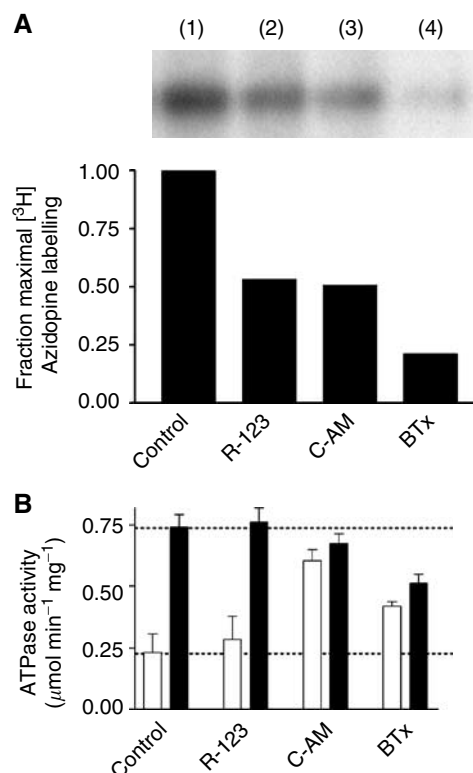 A
(1) (2) (3) (4)
Fraction maximal [³H]
Azidopine labelling
1.00
0.75
0.50
0.25
0.00
Control R-123 C-AM BTx
B
ATPase activity
(μmol min⁻¹ mg⁻¹)
0.75
0.50
0.25
0.00
Control R-123 C-AM BTx